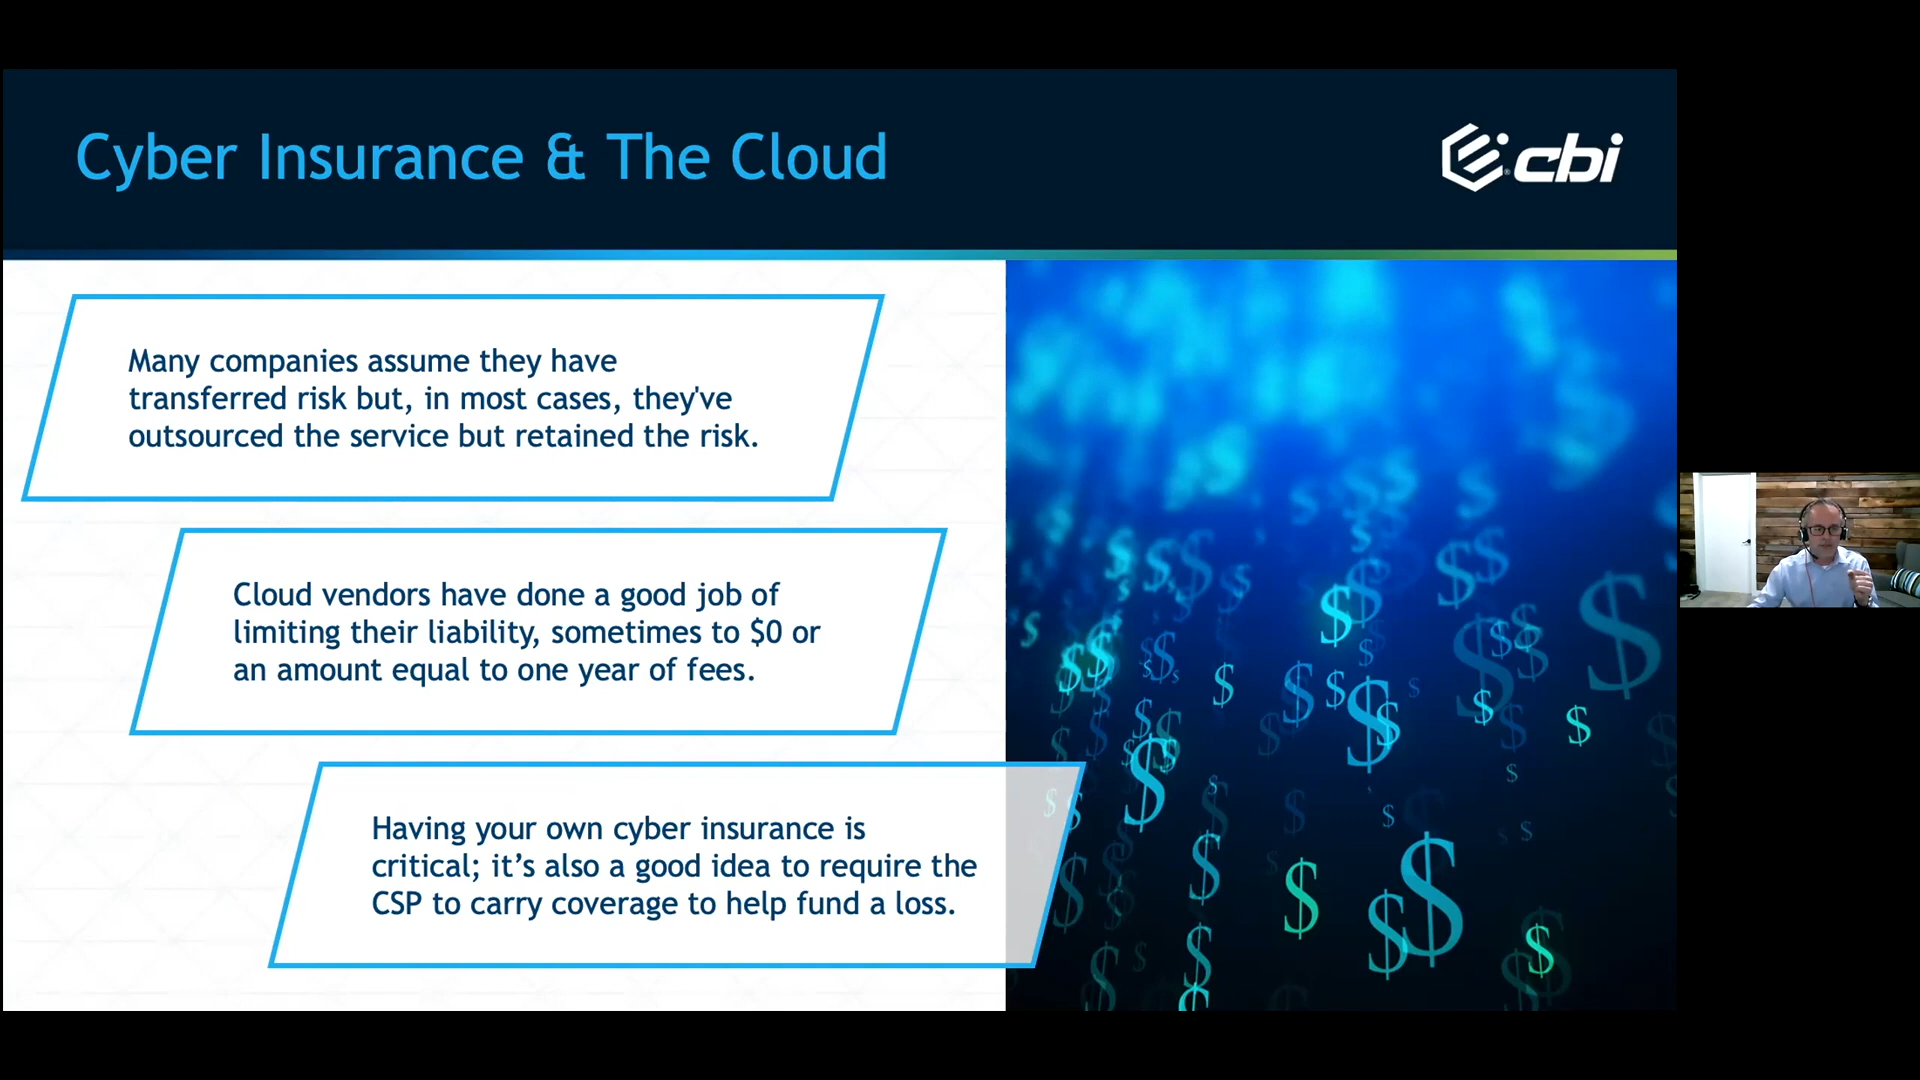 Cyber Insurance & The Cloud
cbi
Many companies assume they have
transferred risk but, in most cases, they've
outsourced the service but retained the risk.
Cloud vendors have done a good job of
limiting their liability, sometimes to $0 or
an amount equal to one year of fees.
Having your own cyber insurance is
critical; it’s also a good idea to require the
CSP to carry coverage to help fund a loss.